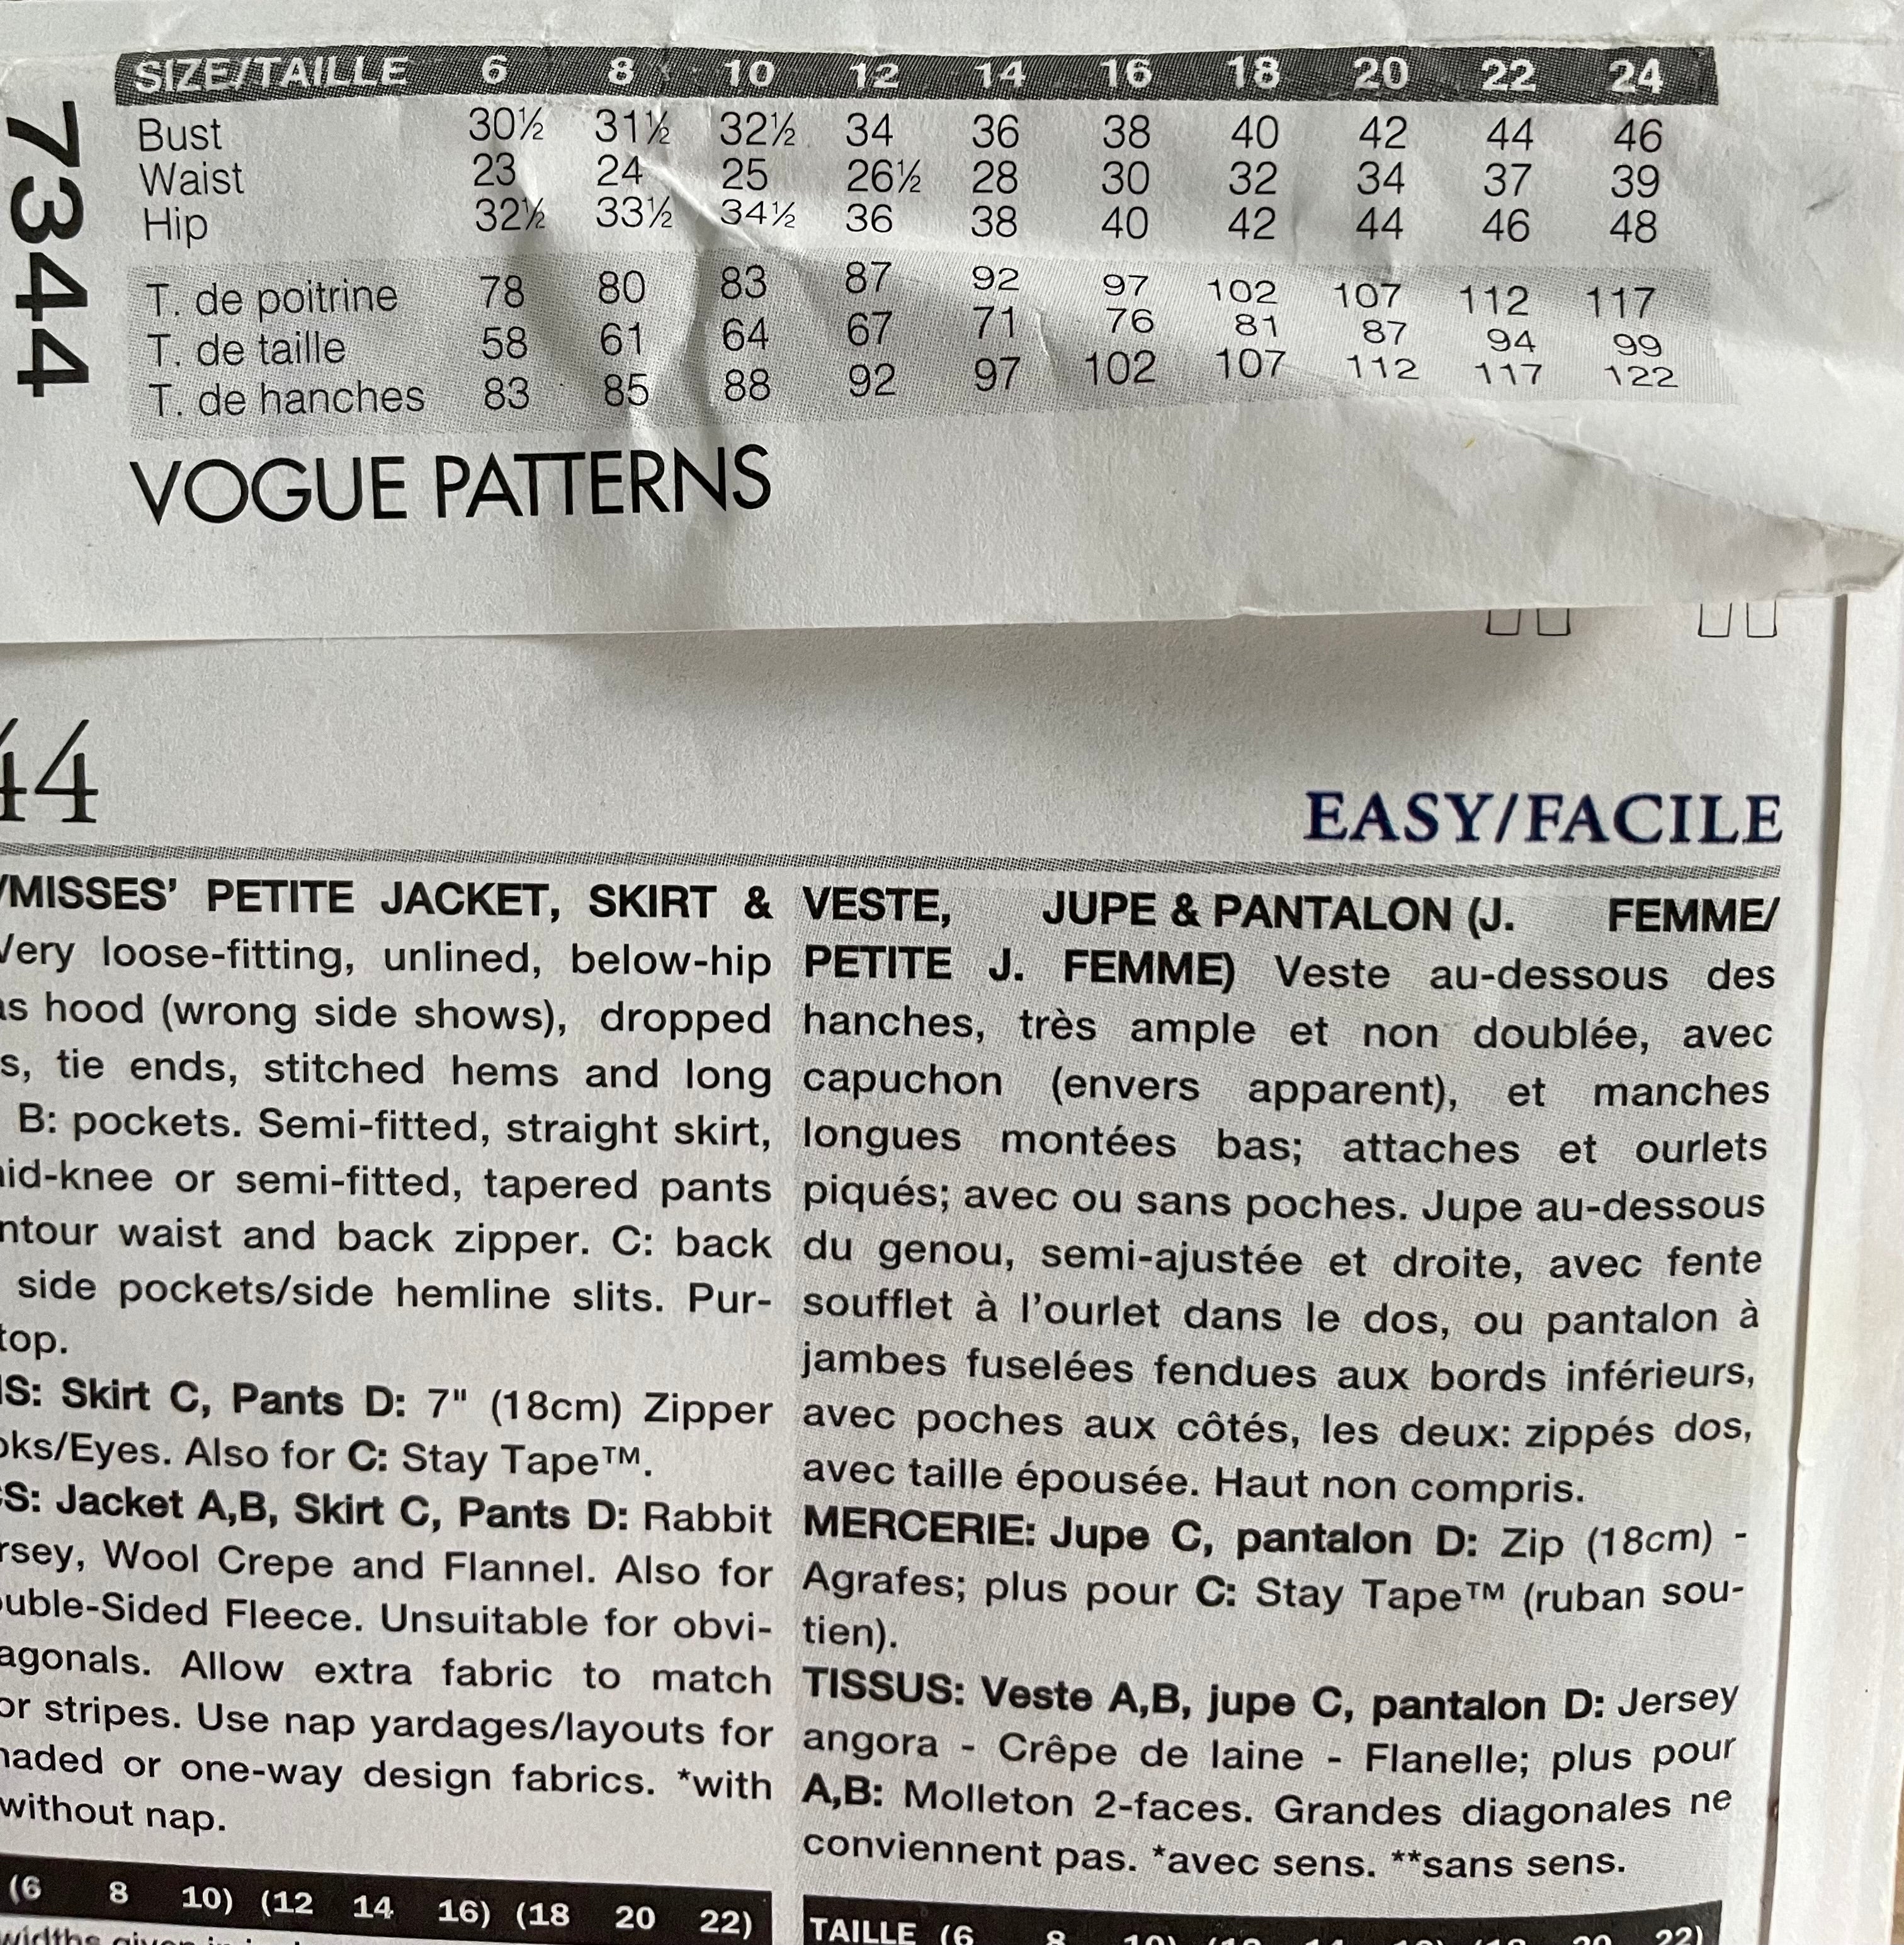 SIZE/TAILLE 6 8 10 12 14 16 18 20 22 24
Bust 30½ 31½ 32½ 34 36 38 40 42 44 46
Waist 23 24 25 26½ 28 30 32 34 37 39
Hip 32½ 33½ 34½ 36 38 40 42 44 46 48
T. de poitrine 78 80 83 87 92 97 102 107 112 117
T. de taille 58 61 64 67 71 76 81 87 94 99
T. de hanches 83 85 88 92 97 102 107 112 117 122
7344
VOGUE PATTERNS
44
EASY/FACILE
/MISSES' PETITE JACKET, SKIRT &
Very loose-fitting, unlined, below-hip
as hood (wrong side shows), dropped
s, tie ends, stitched hems and long
B: pockets. Semi-fitted, straight skirt,
id-knee or semi-fitted, tapered pants
ntour waist and back zipper. C: back
side pockets/side hemline slits. Pur-
top.
S: Skirt C, Pants D: 7" (18cm) Zipper
oks/Eyes. Also for C: Stay Tape™.
S: Jacket A,B, Skirt C, Pants D: Rabbit
rsey, Wool Crepe and Flannel. Also for
uble-Sided Fleece. Unsuitable for obvi-
agonals. Allow extra fabric to match
or stripes. Use nap yardages/layouts for
haded or one-way design fabrics. *with
without nap.
(6 8 10) (12 14 16) (18 20 22)
VESTE, JUPE & PANTALON (J. FEMME/
PETITE J. FEMME) Veste au-dessous des
hanches, très ample et non doublée, avec
capuchon (envers apparent), et manches
longues montées bas; attaches et ourlets
piqués; avec ou sans poches. Jupe au-dessous
du genou, semi-ajustée et droite, avec fente
soufflet à l'ourlet dans le dos, ou pantalon à
jambes fuselées fendues aux bords inférieurs,
avec poches aux côtés, les deux: zippés dos,
avec taille épousée. Haut non compris.
MERCERIE: Jupe C, pantalon D: Zip (18cm) -
Agrafes; plus pour C: Stay Tape™ (ruban sou-
tien).
TISSUS: Veste A,B, jupe C, pantalon D: Jersey
angora - Crêpe de laine - Flanelle; plus pour
A,B: Molleton 2-faces. Grandes diagonales ne
conviennent pas. *avec sens. **sans sens.
TAILLE (6 8 10) (12 14 16) (18 20 22)